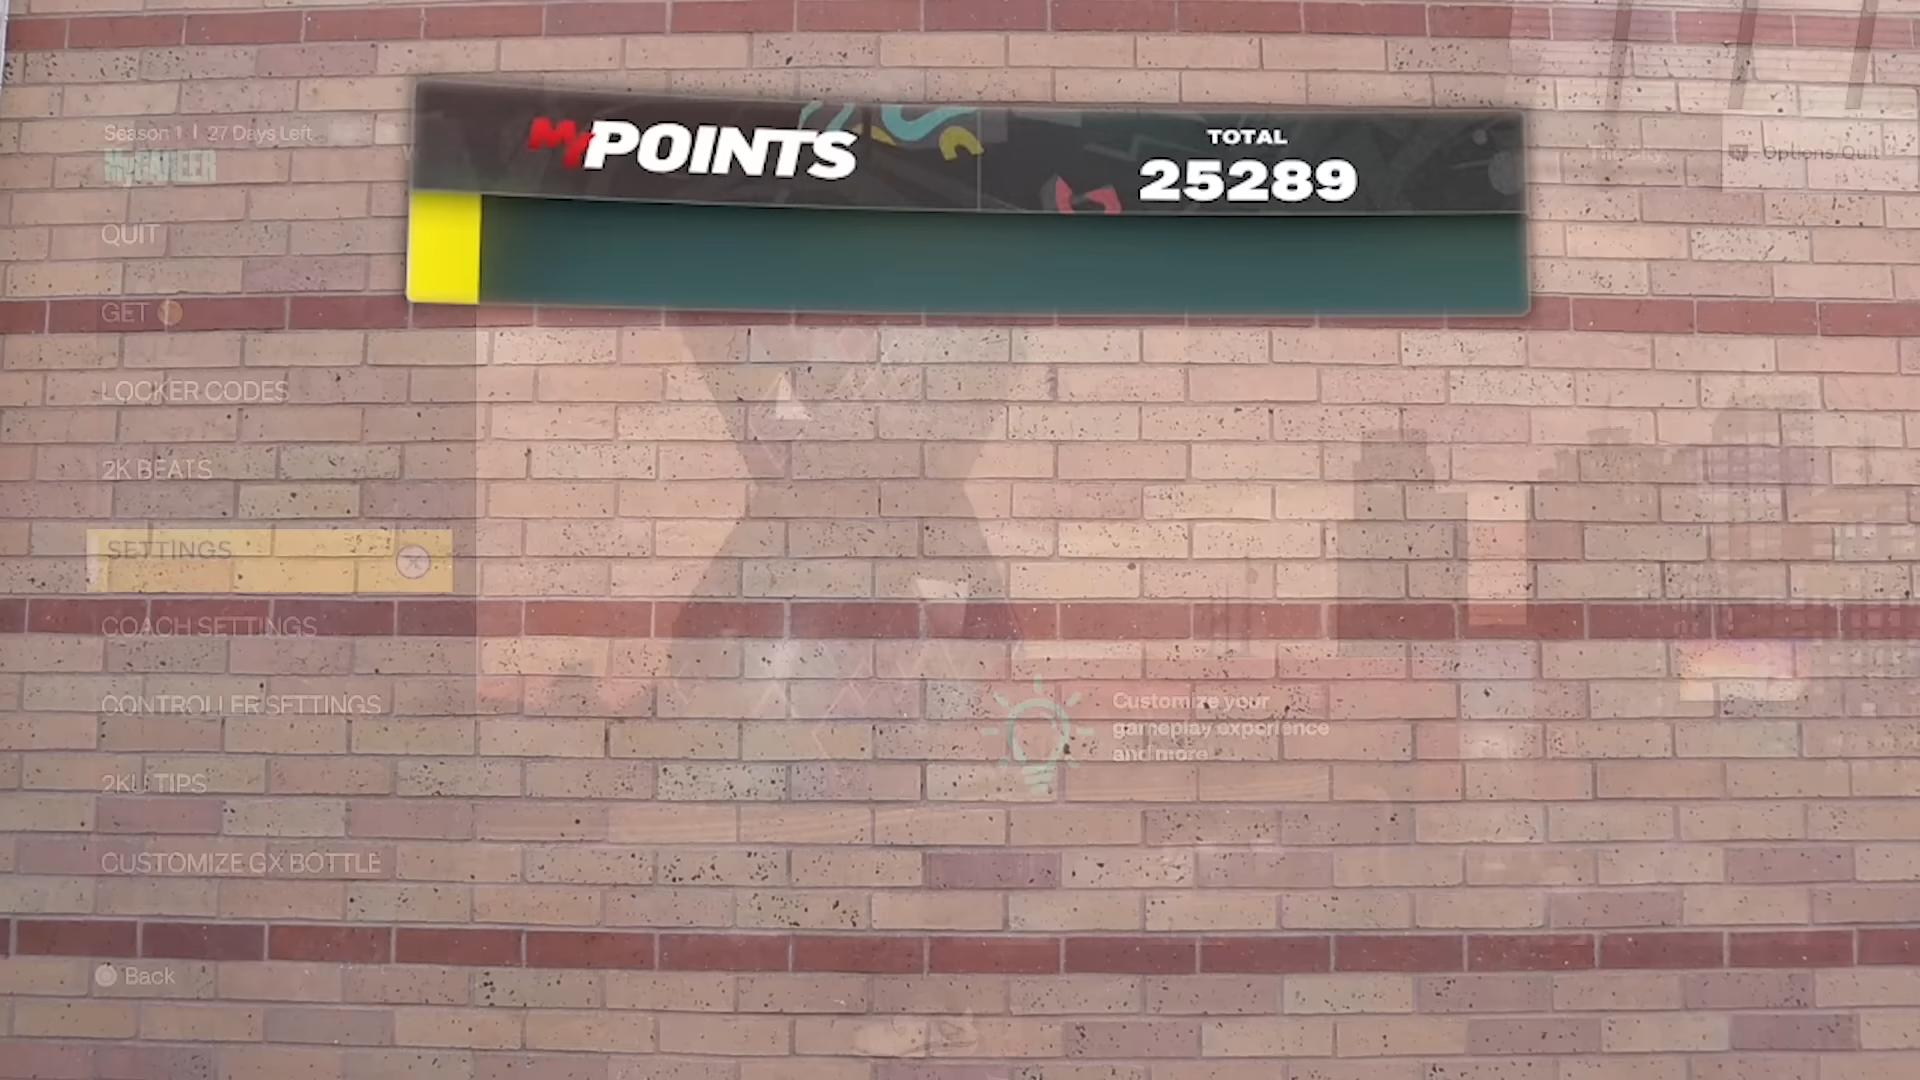 MyPOINTS
TOTAL
25289
Season 1 | 27 Days Left
MyCAREER
QUIT
GET
LOCKER CODES
2K BEATS
SETTINGS
COACH SETTINGS
CONTROLLER SETTINGS
2KU TIPS
CUSTOMIZE GX BOTTLE
Back
Options/Quit
Customize your
gameplay experience
and more